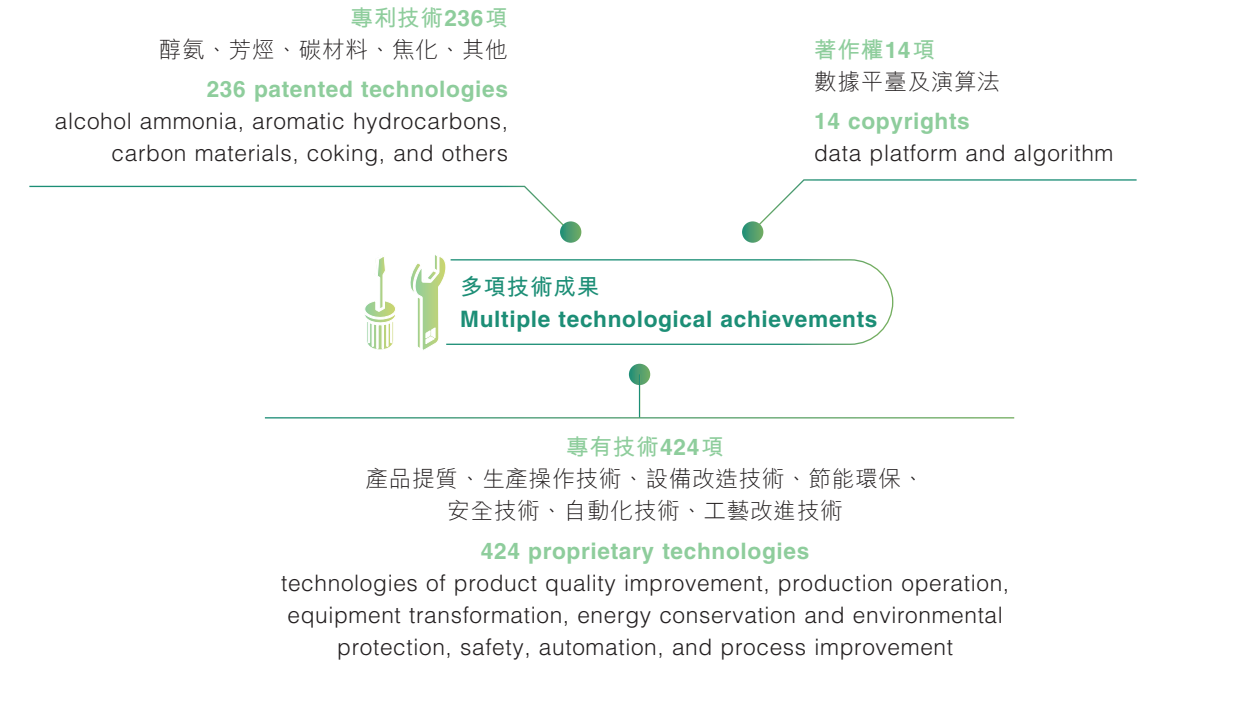 專利技術236項
醇氨、芳烴、碳材料、焦化、其他
236 patented technologies
alcohol ammonia, aromatic hydrocarbons,
carbon materials, coking, and others
著作權14項
數據平臺及演算法
14 copyrights
data platform and algorithm
多項技術成果
Multiple technological achievements
專有技術424項
產品提質、生產操作技術、設備改造技術、節能環保、
安全技術、自動化技術、工藝改進技術
424 proprietary technologies
technologies of product quality improvement, production operation,
equipment transformation, energy conservation and environmental
protection, safety, automation, and process improvement